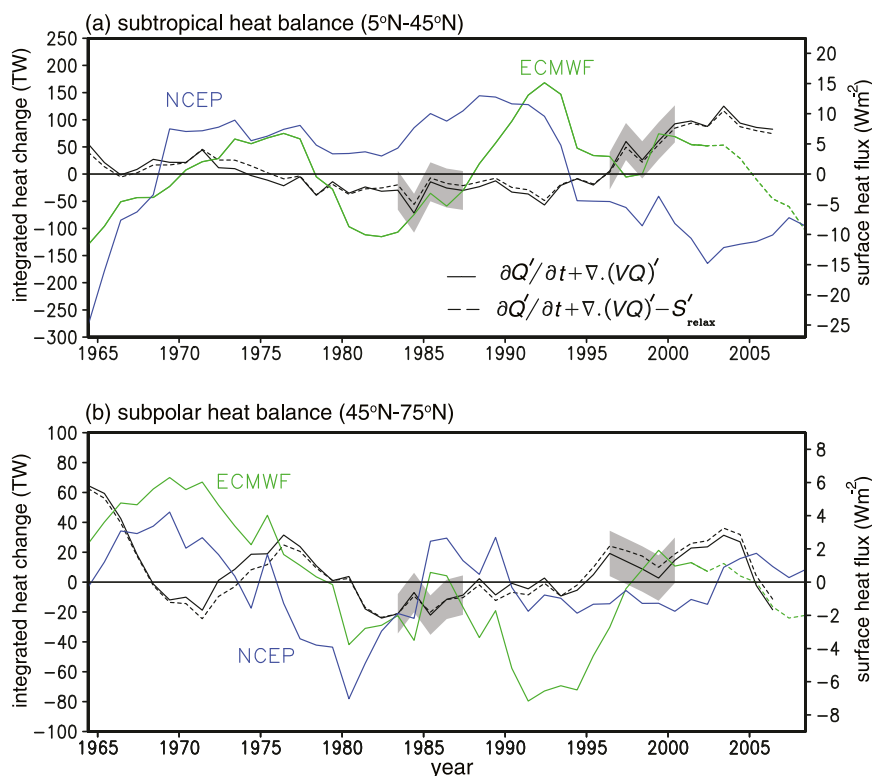 (a) subtropical heat balance (5°N-45°N)
integrated heat change (TW)
250
200
150
100
50
0
−50
−100
−150
−200
−250
−300
NCEP
ECMWF
∂Q′/∂t+∇.(VQ)′
∂Q′/∂t+∇.(VQ)′−S′relax
20
15
10
5
0
−5
−10
−15
−20
−25
surface heat flux (Wm-2)
1965 1970 1975 1980 1985 1990 1995 2000 2005
(b) subpolar heat balance (45°N-75°N)
integrated heat change (TW)
100
80
60
40
20
0
−20
−40
−60
−80
−100
ECMWF
NCEP
8
6
4
2
0
−2
−4
−6
−8
surface heat flux (Wm-2)
1965 1970 1975 1980 1985 1990 1995 2000 2005
year